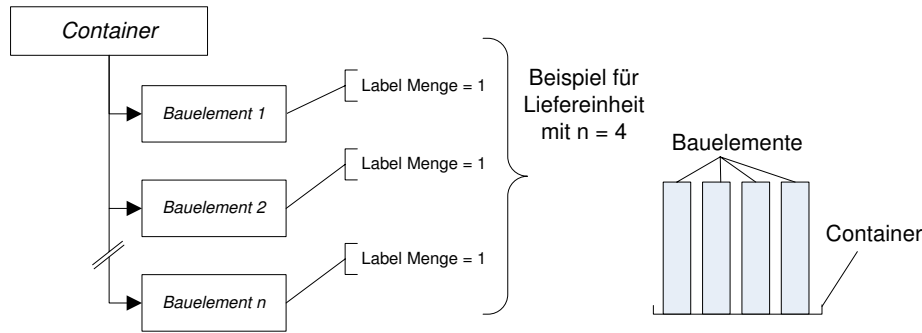 Container
Bauelement 1
Label Menge = 1
Bauelement 2
Label Menge = 1
Bauelement n
Label Menge = 1
Beispiel für
Liefereinheit
mit n = 4
Bauelemente
Container